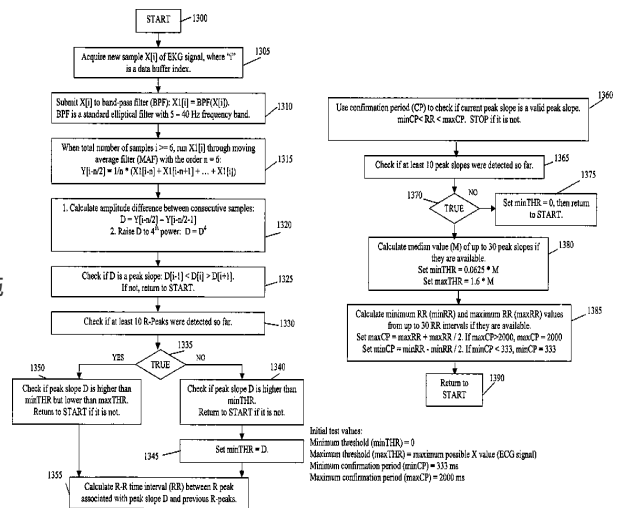 START
1300
Acquire new sample X[i] of EKG signal, where "i"
is a data buffer index.
1305
Submit X[i] to band-pass filter (BPF): X1[i] = BPF(X[i]).
BPF is a standard elliptical filter with 5 – 40 Hz frequency band.
1310
When total number of samples i >= 6, run X1[i] through moving
average filter (MAF) with the order n = 6:
Y[i-n/2] = 1/n * (X1[i-n] + X1[i-n+1] + … + X1[i])
1315
1. Calculate amplitude difference between consecutive samples:
D = Y[i-n/2] – Y[i-n/2-1]
2. Raise D to 4th power: D = D^4
1320
Check if D is a peak slope: D[i-1] < D[i] > D[i+1].
If not, return to START.
1325
Check if at least 10 R-Peaks were detected so far.
1330
1335
YES
TRUE
NO
1350
Check if peak slope D is higher than
minTHR but lower than maxTHR.
Return to START if it is not.
1340
Check if peak slope D is higher than
minTHR.
Return to START if it is not.
1345
Set minTHR = D.
1355
Calculate R-R time interval (RR) between R peak
associated with peak slope D and previous R-peaks.
1360
Use confirmation period (CP) to check if current peak slope is a valid peak slope.
minCP< RR < maxCP. STOP if it is not.
Check if at least 10 peak slopes were detected so far.
1365
1370
TRUE
NO
1375
Set minTHR = 0, then return
to START.
Calculate median value (M) of up to 30 peak slopes if
they are available.
Set minTHR = 0.0625 * M
Set maxTHR = 1.6 * M
1380
Calculate minimum RR (minRR) and maximum RR (maxRR) values
from up to 30 RR intervals if they are available.
Set maxCP = maxRR + maxRR / 2. If maxCP>2000, maxCP = 2000
Set minCP = minRR - minRR / 2. If minCP < 333, minCP = 333
1385
Return to
START
1390
Initial test values:
Minimum threshold (minTHR) = 0
Maximum threshold (maxTHR) = maximum possible X value (ECG signal)
Minimum confirmation period (minCP) = 333 ms
Maximum confirmation period (maxCP) = 2000 ms